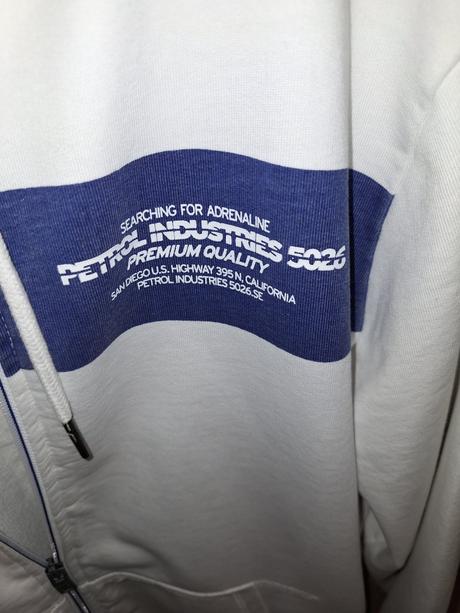 SEARCHING FOR ADRENALINE
PETROL INDUSTRIES 5026
PREMIUM QUALITY
SAN DIEGO U.S. HIGHWAY 395 N, CALIFORNIA
PETROL INDUSTRIES 5026.SE